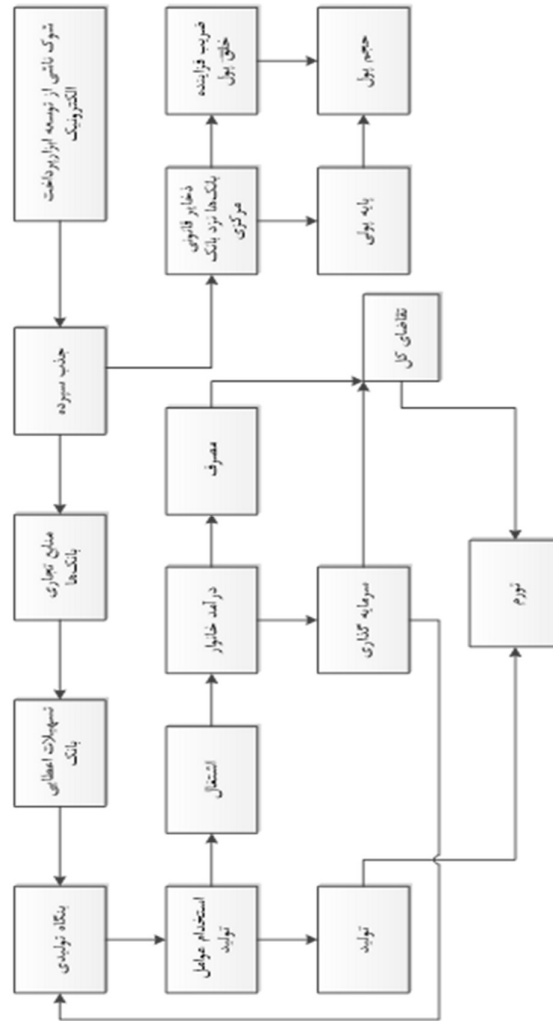 شوک ناشی از توسعه ابزارپرداخت
الکترونیک
جذب سپرده
منابع تجاری
بانک‌ها
تسهیلات اعطایی
بانک
بنگاه تولیدی
ضریب فزاینده
خلق پول
ذخایر قانونی
بانک‌ها نزد بانک
مرکزی
مصرف
درآمد خانوار
اشتغال
استخدام عوامل
تولید
حجم پول
پایه پولی
تقاضای کل
سرمایه گذاری
تولید
تورم